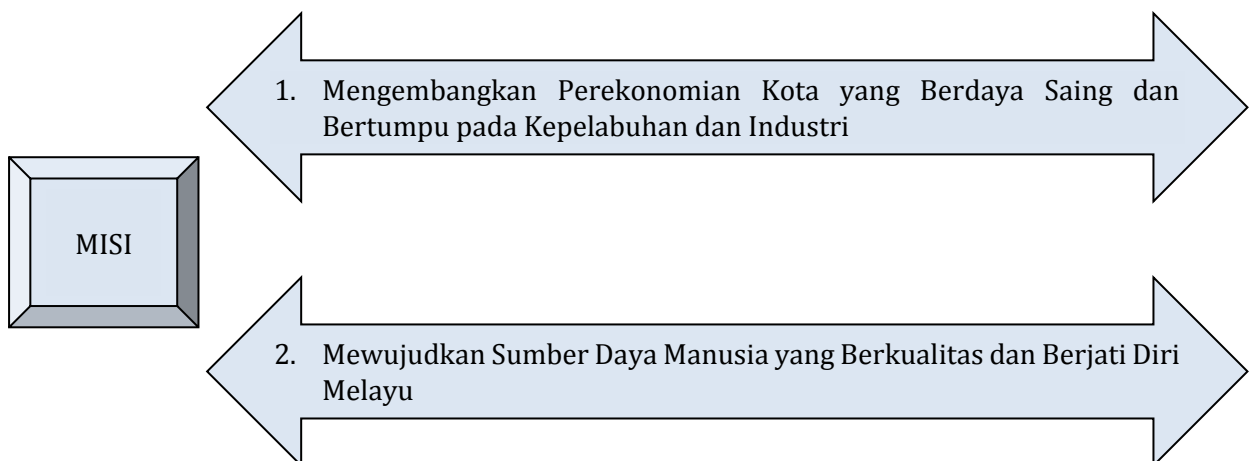 1. Mengembangkan Perekonomian Kota yang Berdaya Saing dan
Bertumpu pada Kepelabuhan dan Industri
MISI
2. Mewujudkan Sumber Daya Manusia yang Berkualitas dan Berjati Diri
Melayu